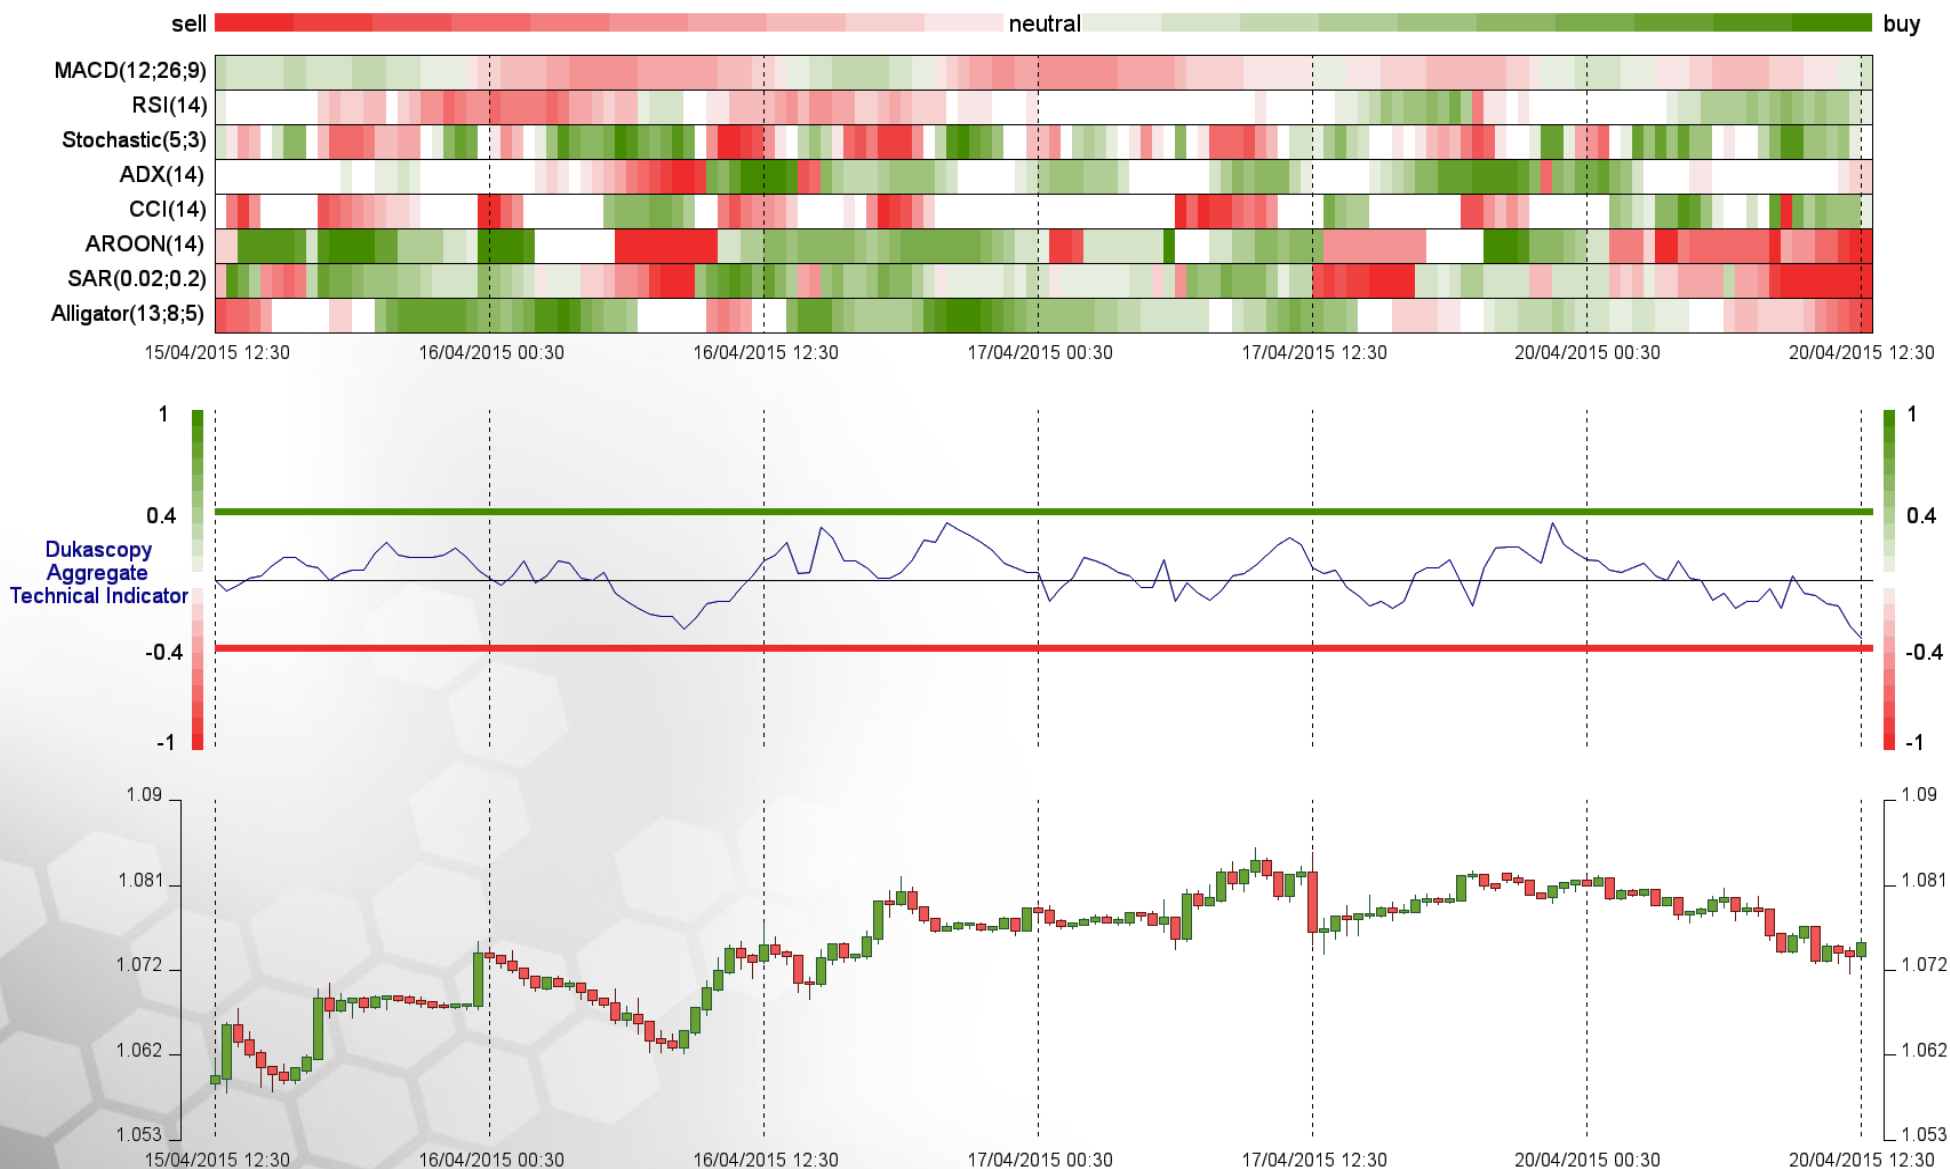 sell neutral buy
MACD(12;26;9)
RSI(14)
Stochastic(5;3)
ADX(14)
CCI(14)
AROON(14)
SAR(0.02;0.2)
Alligator(13;8;5)
15/04/2015 12:30 16/04/2015 00:30 16/04/2015 12:30 17/04/2015 00:30 17/04/2015 12:30 20/04/2015 00:30 20/04/2015 12:30
1 1
0.4 0.4
Dukascopy
Aggregate
Technical Indicator
-0.4 -0.4
-1 -1
1.09 1.09
1.081 1.081
1.072 1.072
1.062 1.062
1.053 1.053
15/04/2015 12:30 16/04/2015 00:30 16/04/2015 12:30 17/04/2015 00:30 17/04/2015 12:30 20/04/2015 00:30 20/04/2015 12:30